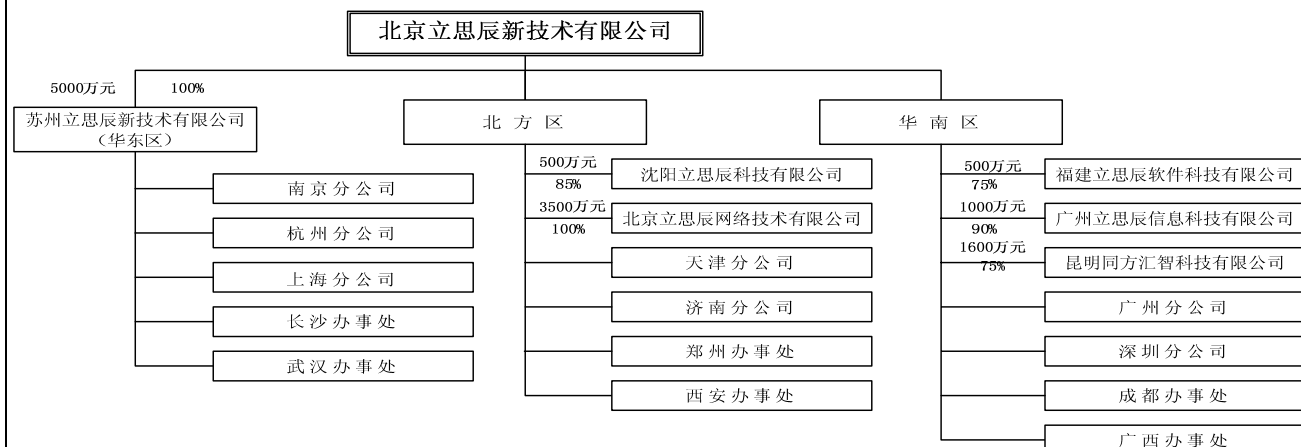 北京立思辰新技术有限公司
5000万元 100%
苏州立思辰新技术有限公司
（华东区）
南京分公司
杭州分公司
上海分公司
长沙办事处
武汉办事处
北方区
500万元
85%
沈阳立思辰科技有限公司
3500万元
100%
北京立思辰网络技术有限公司
天津分公司
济南分公司
郑州办事处
西安办事处
华南区
500万元
75%
福建立思辰软件科技有限公司
1000万元
90%
广州立思辰信息科技有限公司
1600万元
75%
昆明同方汇智科技有限公司
广州分公司
深圳分公司
成都办事处
广西办事处